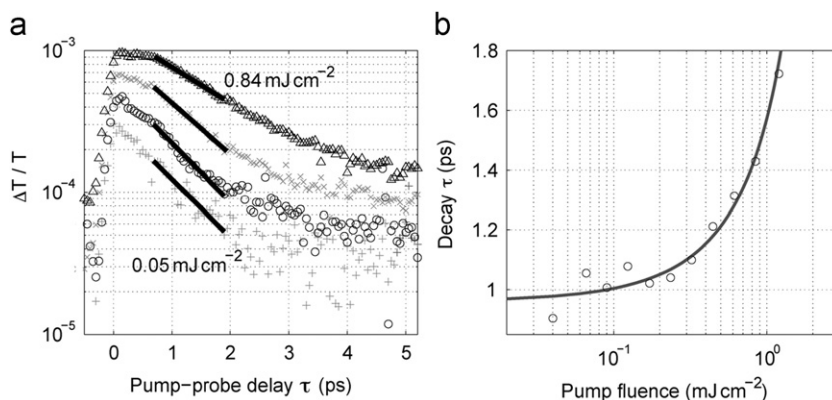 a
10⁻³
10⁻⁴
10⁻⁵
ΔT / T
0.84 mJ cm⁻²
0.05 mJ cm⁻²
0 1 2 3 4 5
Pump−probe delay τ (ps)
b
1.8
1.6
1.4
1.2
1
Decay τ (ps)
10⁻¹ 10⁰
Pump fluence (mJ cm⁻²)